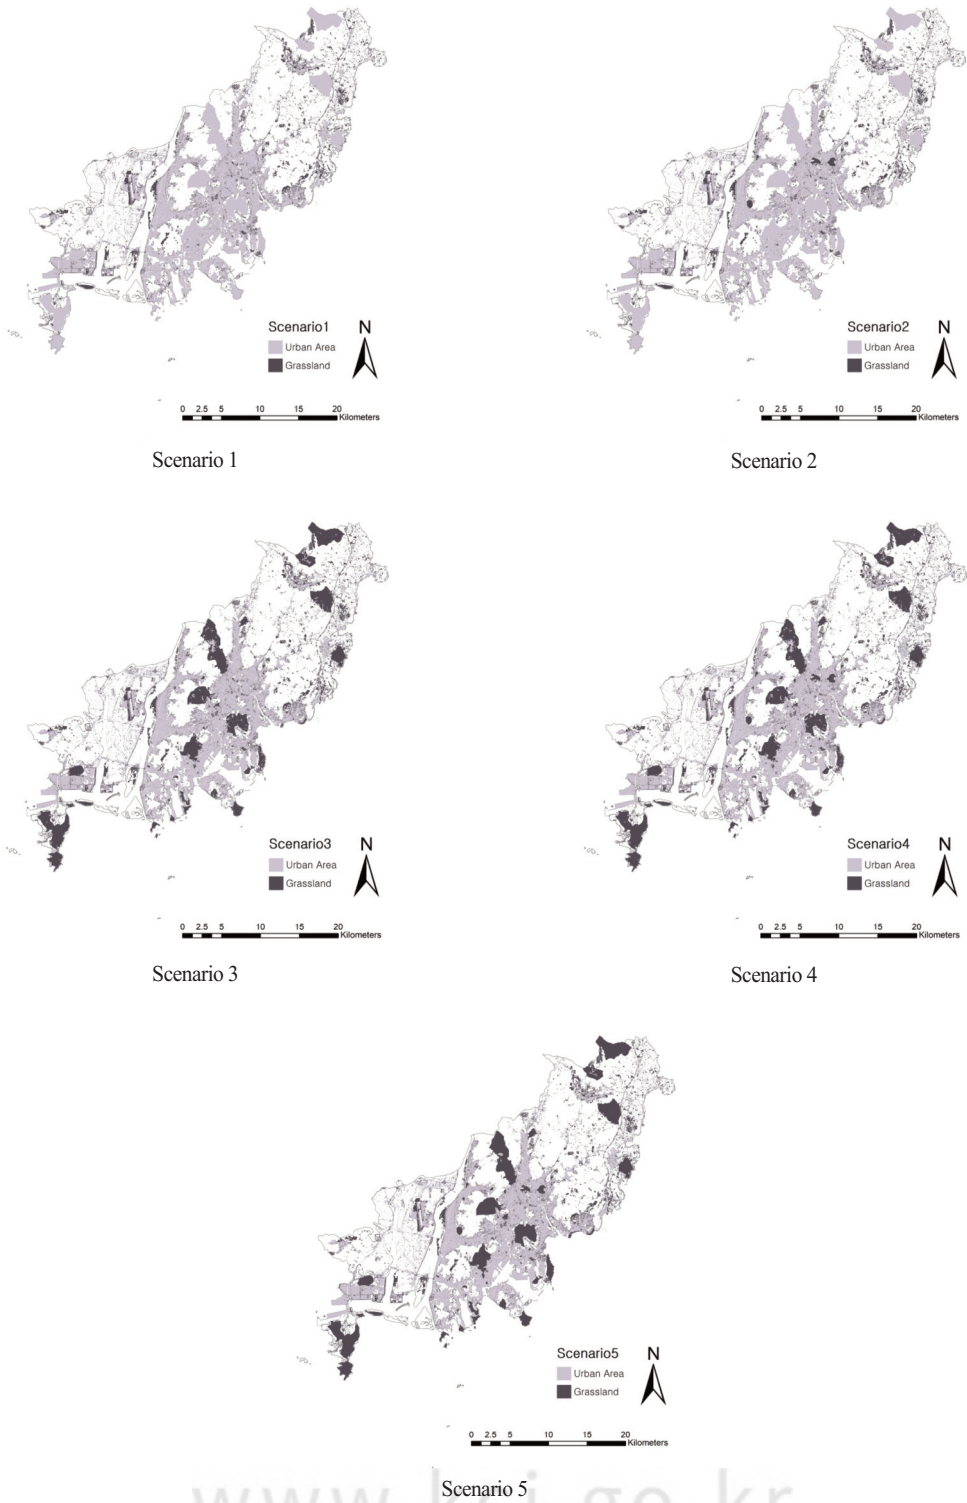 Scenario1
N
Urban Area
Grassland
0 2.5 5 10 15 20
Kilometers
Scenario 1
Scenario2
N
Urban Area
Grassland
0 2.5 5 10 15 20
Kilometers
Scenario 2
Scenario3
N
Urban Area
Grassland
0 2.5 5 10 15 20
Kilometers
Scenario 3
Scenario4
N
Urban Area
Grassland
0 2.5 5 10 15 20
Kilometers
Scenario 4
Scenario5
N
Urban Area
Grassland
0 2.5 5 10 15 20
Kilometers
Scenario 5
www.kci.go.kr